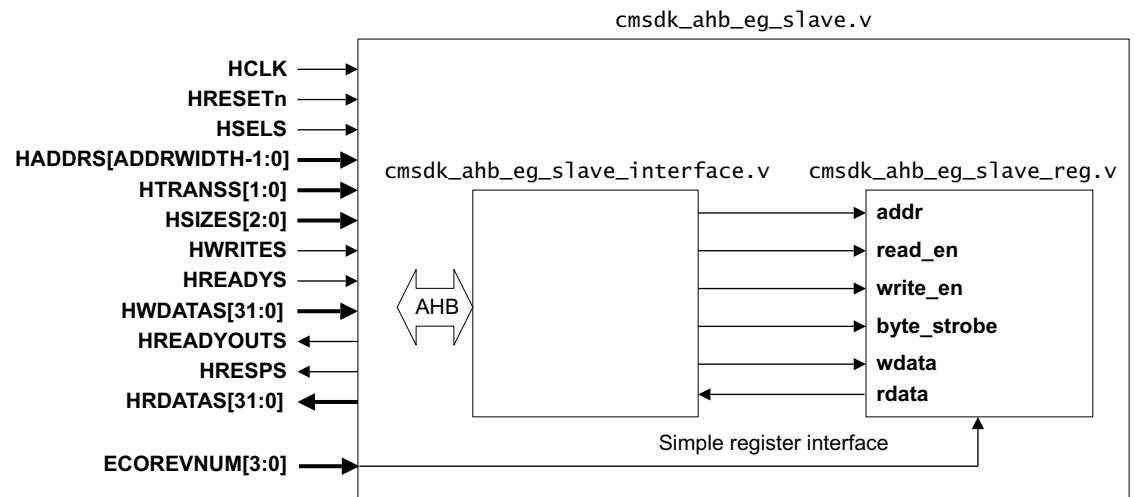 cmsdk_ahb_eg_slave.v
HCLK
HRESETn
HSELS
HADDRS[ADDRWIDTH-1:0]
HTRANSS[1:0]
HSIZES[2:0]
HWRITES
HREADYS
HWDATAS[31:0]
HREADYOUTS
HRESPS
HRDATAS[31:0]
ECOREVNUM[3:0]
AHB
cmsdk_ahb_eg_slave_interface.v
cmsdk_ahb_eg_slave_reg.v
addr
read_en
write_en
byte_strobe
wdata
rdata
Simple register interface